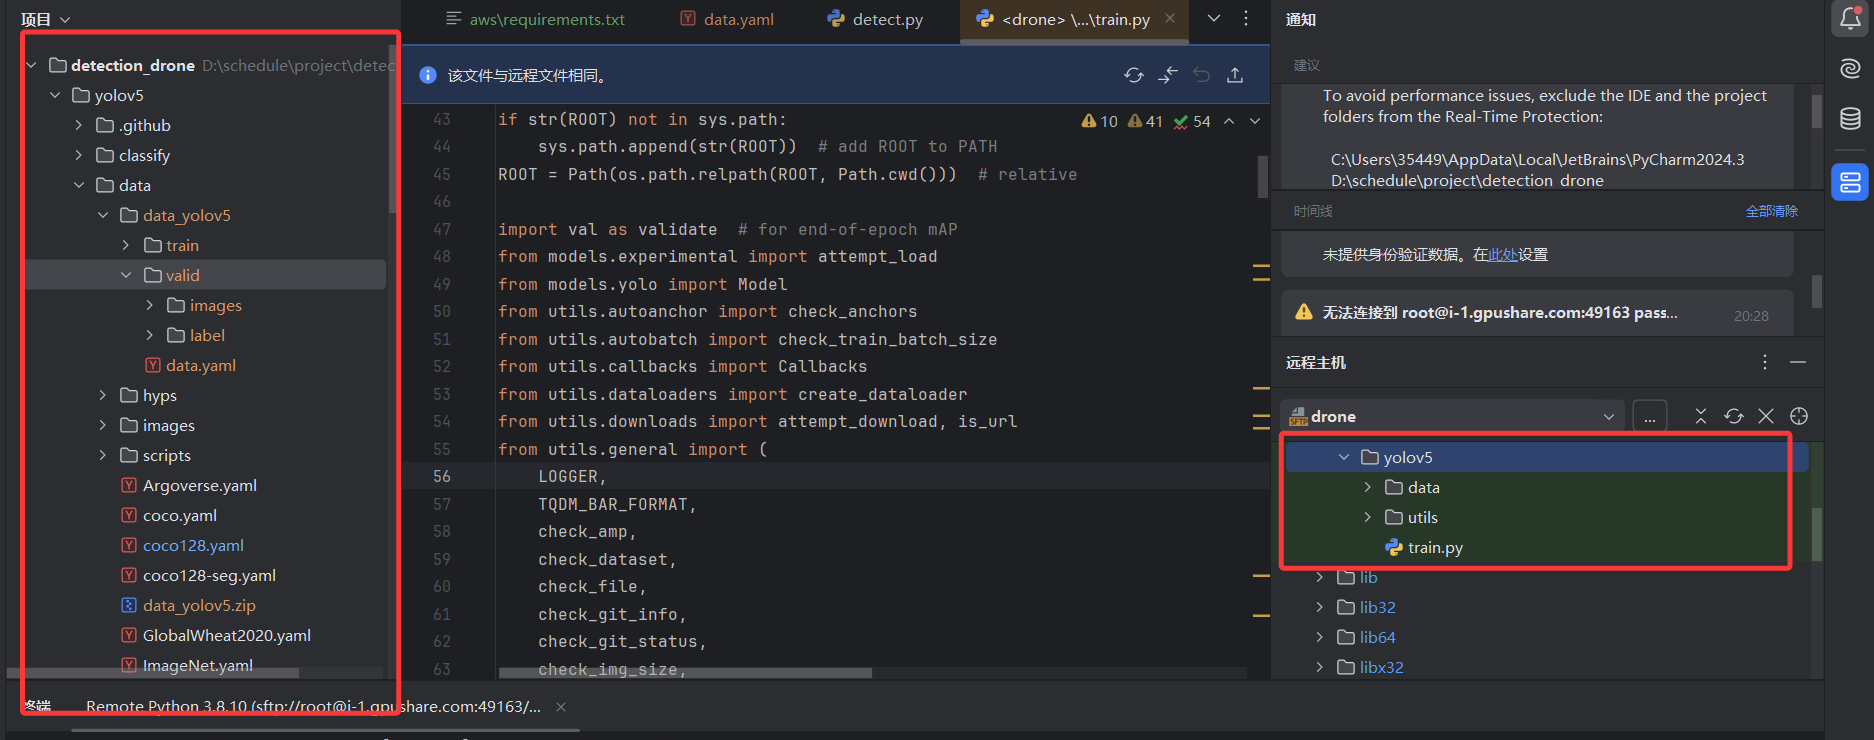 项目
detection_drone D:\schedule\project\detec
yolov5
.github
classify
data
data_yolov5
train
valid
images
label
data.yaml
hyps
images
scripts
Argoverse.yaml
coco.yaml
coco128.yaml
coco128-seg.yaml
data_yolov5.zip
GlobalWheat2020.yaml
ImageNet.yaml
aws\requirements.txt
data.yaml
detect.py
<drone> \...\train.py
该文件与远程文件相同。
10 41 54
43 if str(ROOT) not in sys.path:
44 sys.path.append(str(ROOT))  # add ROOT to PATH
45 ROOT = Path(os.path.relpath(ROOT, Path.cwd()))  # relative
46
47 import val as validate  # for end-of-epoch mAP
48 from models.experimental import attempt_load
49 from models.yolo import Model
50 from utils.autoanchor import check_anchors
51 from utils.autobatch import check_train_batch_size
52 from utils.callbacks import Callbacks
53 from utils.dataloaders import create_dataloader
54 from utils.downloads import attempt_download, is_url
55 from utils.general import (
56 LOGGER,
57 TQDM_BAR_FORMAT,
58 check_amp,
59 check_dataset,
60 check_file,
61 check_git_info,
62 check_git_status,
63 check_img_size,
通知
建议
To avoid performance issues, exclude the IDE and the project
folders from the Real-Time Protection:
C:\Users\35449\AppData\Local\JetBrains\PyCharm2024.3
D:\schedule\project\detection_drone
时间线 全部清除
未提供身份验证数据。在此处设置
无法连接到 root@i-1.gpushare.com:49163 pass... 20:28
远程主机
SFTP drone ...
yolov5
data
utils
train.py
lib
lib32
lib64
libx32
终端 Remote Python 3.8.10 (sftp://root@i-1.gpushare.com:49163/...